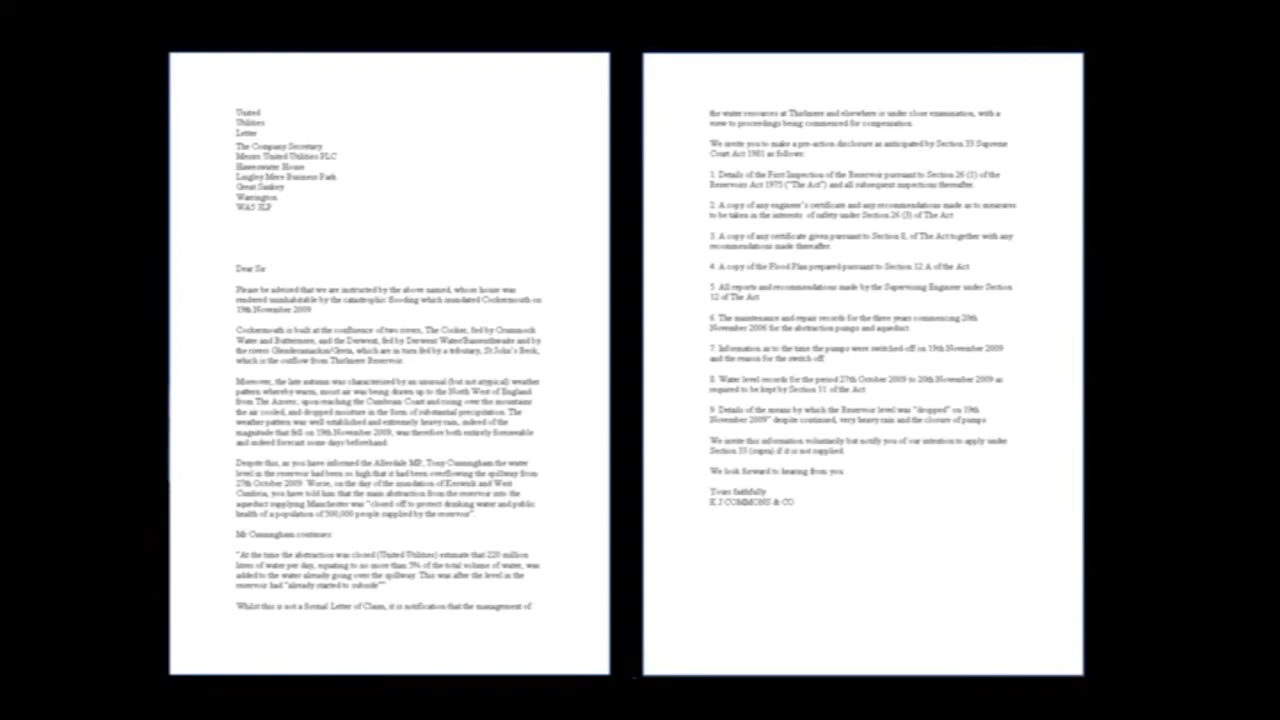 United
Utilities
Letter
The Company Secretary
Messrs United Utilities PLC
Haweswater House
Lingley Mere Business Park
Great Sankey
Warrington
WA5 3LP
Dear Sir
Please be advised that we are instructed by the above named, whose house was
rendered uninhabitable by the catastrophic flooding which inundated Cockermouth on
19th November 2009
Cockermouth is built at the confluence of two rivers, The Cocker, fed by Crummock
Water and Buttermere, and the Derwent, fed by Derwent Water/Bassenthwaite and by
the rivers Glendermackin/Greta, which are in turn fed by a tributary, St John's Beck,
which is the outflow from Thirlmere Reservoir.
Moreover, the late autumn was characterized by an unusual (but not atypical) weather
pattern whereby warm, moist air was being drawn up to the North West of England
from The Azores; upon reaching the Cumbrian Coast and rising over the mountains
the air cooled, and dropped moisture in the form of substantial precipitation. The
weather pattern was well established and extremely heavy rain, indeed of the
magnitude that fell on 19th November 2009, was therefore both entirely foreseeable
and indeed forecast some days beforehand.
Despite this, as you have informed the Allerdale MP, Tony Cunningham the water
level in the reservoir had been so high that it had been overflowing the spillway from
27th October 2009. Worse, on the day of the inundation of Keswick and West
Cumbria, you have told him that the main abstraction from the reservoir into the
aqueduct supplying Manchester was "closed off to protect drinking water and public
health of a population of 500,000 people supplied by the reservoir".
Mr Cunningham continues:
"At the time the abstraction was closed (United Utilities) estimate that 220 million
litres of water per day, equating to no more than 5% of the total volume of water, was
added to the water already going over the spillway. This was after the level in the
reservoir had "already started to subside""
Whilst this is not a formal Letter of Claim, it is notification that the management of
the water resources at Thirlmere and elsewhere is under close examination, with a
view to proceedings being commenced for compensation.
We invite you to make a pre-action disclosure as anticipated by Section 33 Supreme
Court Act 1981 as follows:
1. Details of the First Inspection of the Reservoir pursuant to Section 26 (1) of the
Reservoirs Act 1975 ("The Act") and all subsequent inspections thereafter.
2. A copy of any engineer's certificate and any recommendations made as to measures
to be taken in the interests of safety under Section 26 (3) of The Act
3. A copy of any certificate given pursuant to Section 8, of The Act together with any
recommendations made thereafter.
4. A copy of the Flood Plan prepared pursuant to Section 12 A of the Act
5. All reports and recommendations made by the Supervising Engineer under Section
12 of The Act
6. The maintenance and repair records for the three years commencing 20th
November 2006 for the abstraction pumps and aqueduct
7. Information as to the time the pumps were switched off on 19th November 2009
and the reason for the switch off
8. Water level records for the period 27th October 2009 to 20th November 2009 as
required to be kept by Section 11 of the Act
9. Details of the means by which the Reservoir level was "dropped" on 19th
November 2009" despite continued, very heavy rain and the closure of pumps
We invite this information voluntarily but notify you of our intention to apply under
Section 33 (supra) if it is not supplied.
We look forward to hearing from you
Yours faithfully
K J COMMONS & CO